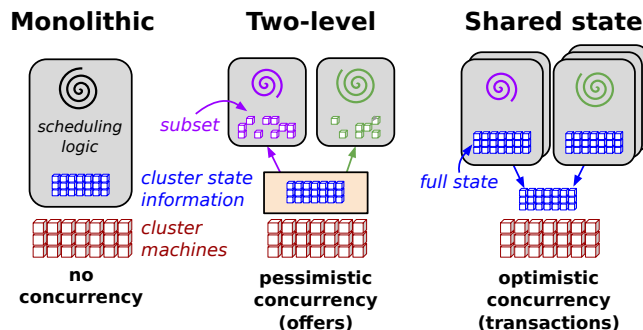 Monolithic
Two-level
Shared state
scheduling
logic
subset
full state
cluster state
information
cluster
machines
no
concurrency
pessimistic
concurrency
(offers)
optimistic
concurrency
(transactions)